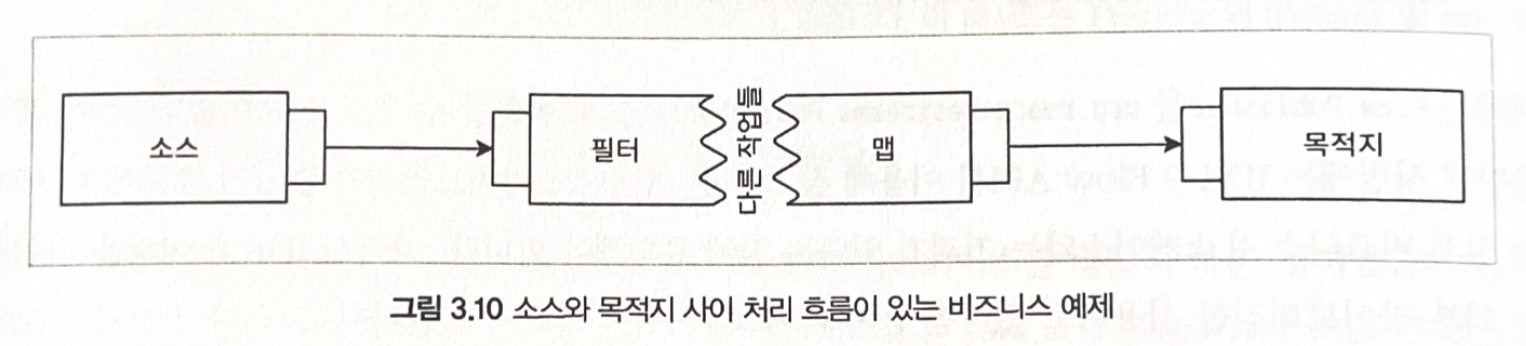 소스
필터
다른 작업들
맵
목적지
그림 3.10 소스와 목적지 사이 처리 흐름이 있는 비즈니스 예제